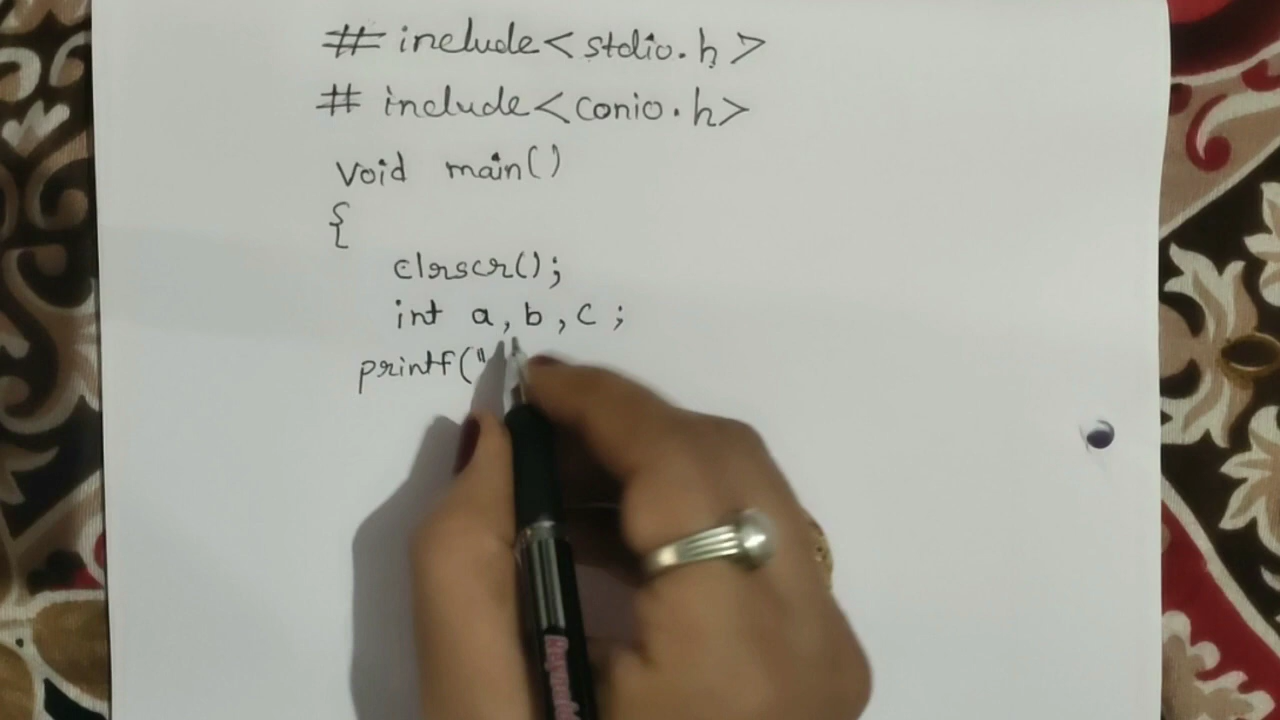 # include<stdio.h>
# include<conio.h>
void main()
{
clrscr();
int a,b,c;
printf("